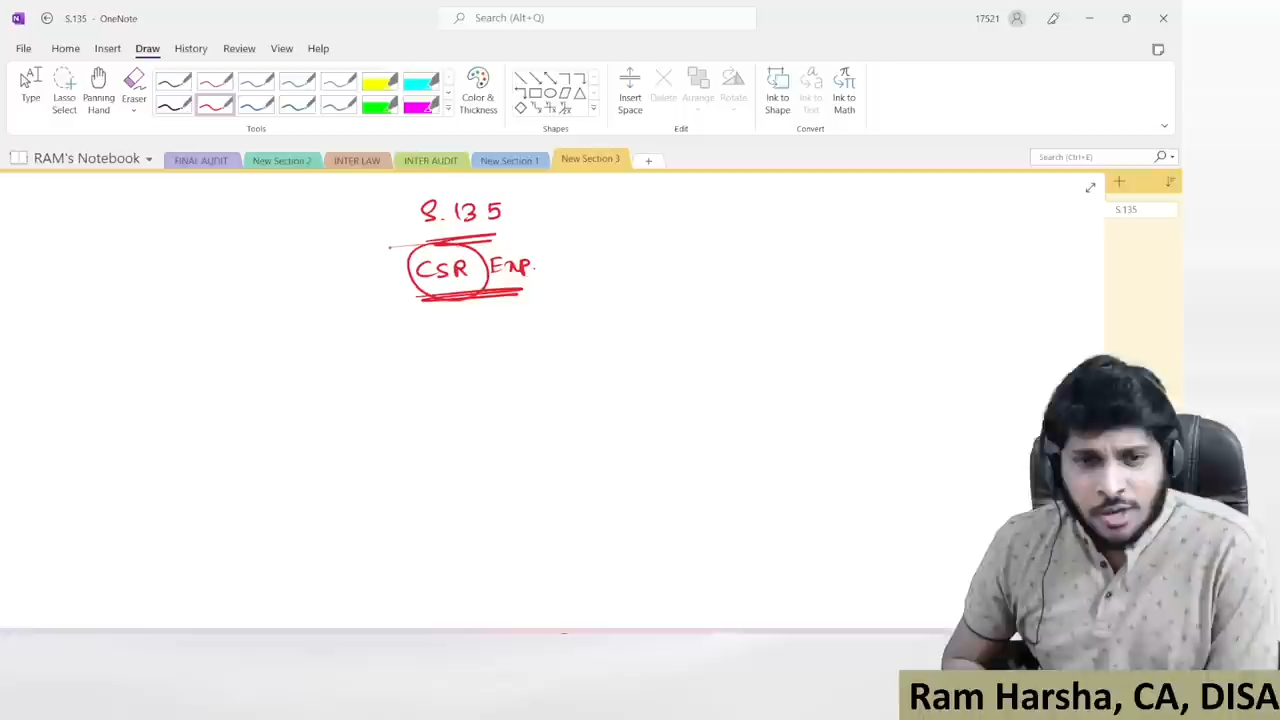 S.135 - OneNote
Search (Alt+Q)
17521
File Home Insert Draw History Review View Help
Type
Lasso Select
Panning Hand
Eraser
Color & Thickness
Insert Space
Delete
Arrange
Rotate
Ink to Shape
Ink to Text
Ink to Math
Tools
Shapes
Edit
Convert
RAM's Notebook
FINAL AUDIT
New Section 2
INTER LAW
INTER AUDIT
New Section 1
New Section 3
Search (Ctrl+E)
S.135
S. 135
CSR Exp.
Ram Harsha, CA, DISA